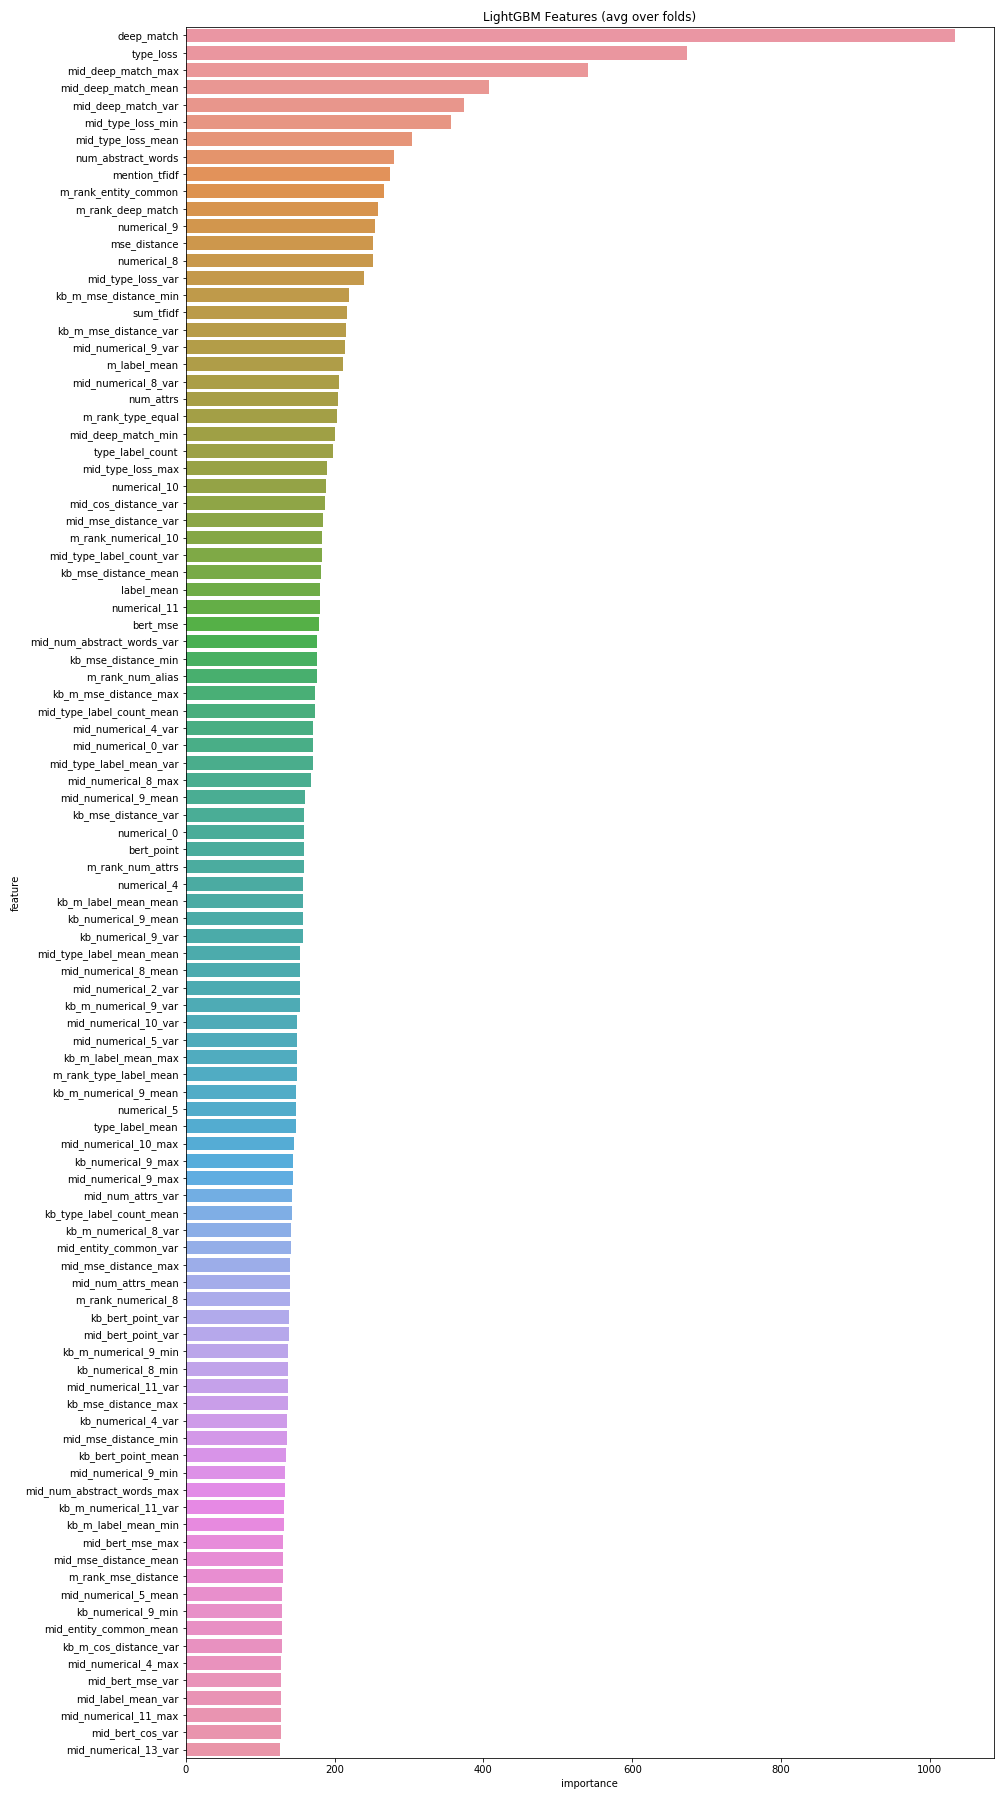 LightGBM Features (avg over folds)
deep_match
type_loss
mid_deep_match_max
mid_deep_match_mean
mid_deep_match_var
mid_type_loss_min
mid_type_loss_mean
num_abstract_words
mention_tfidf
m_rank_entity_common
m_rank_deep_match
numerical_9
mse_distance
numerical_8
mid_type_loss_var
kb_m_mse_distance_min
sum_tfidf
kb_m_mse_distance_var
mid_numerical_9_var
m_label_mean
mid_numerical_8_var
num_attrs
m_rank_type_equal
mid_deep_match_min
type_label_count
mid_type_loss_max
numerical_10
mid_cos_distance_var
mid_mse_distance_var
m_rank_numerical_10
mid_type_label_count_var
kb_mse_distance_mean
label_mean
numerical_11
bert_mse
mid_num_abstract_words_var
kb_mse_distance_min
m_rank_num_alias
kb_m_mse_distance_max
mid_type_label_count_mean
mid_numerical_4_var
mid_numerical_0_var
mid_type_label_mean_var
mid_numerical_8_max
mid_numerical_9_mean
kb_mse_distance_var
numerical_0
bert_point
m_rank_num_attrs
numerical_4
kb_m_label_mean_mean
kb_numerical_9_mean
kb_numerical_9_var
mid_type_label_mean_mean
mid_numerical_8_mean
mid_numerical_2_var
kb_m_numerical_9_var
mid_numerical_10_var
mid_numerical_5_var
kb_m_label_mean_max
m_rank_type_label_mean
kb_m_numerical_9_mean
numerical_5
type_label_mean
mid_numerical_10_max
kb_numerical_9_max
mid_numerical_9_max
mid_num_attrs_var
kb_type_label_count_mean
kb_m_numerical_8_var
mid_entity_common_var
mid_mse_distance_max
mid_num_attrs_mean
m_rank_numerical_8
kb_bert_point_var
mid_bert_point_var
kb_m_numerical_9_min
kb_numerical_8_min
mid_numerical_11_var
kb_mse_distance_max
kb_numerical_4_var
mid_mse_distance_min
kb_bert_point_mean
mid_numerical_9_min
mid_num_abstract_words_max
kb_m_numerical_11_var
kb_m_label_mean_min
mid_bert_mse_max
mid_mse_distance_mean
m_rank_mse_distance
mid_numerical_5_mean
kb_numerical_9_min
mid_entity_common_mean
kb_m_cos_distance_var
mid_numerical_4_max
mid_bert_mse_var
mid_label_mean_var
mid_numerical_11_max
mid_bert_cos_var
mid_numerical_13_var
feature
0 200 400 600 800 1000
importance